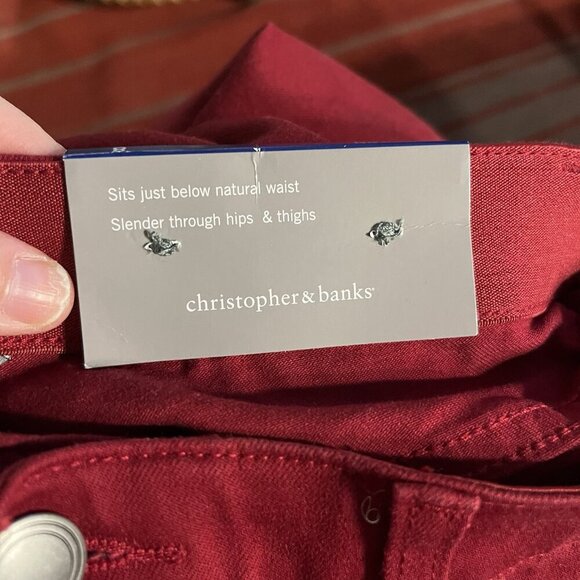 Sits just below natural waist
Slender through hips & thighs
christopher&banks